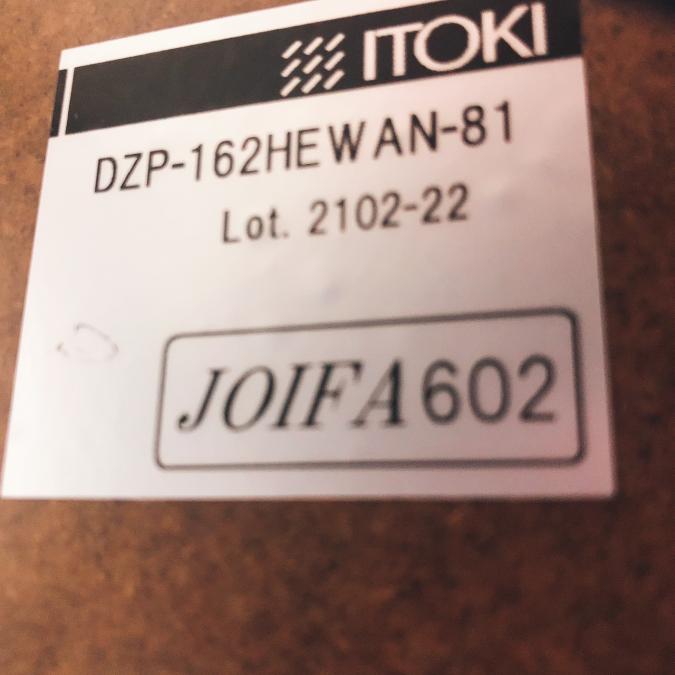 ITOKI
DZP-162HEWAN-81
Lot. 2102-22
JOIFA602